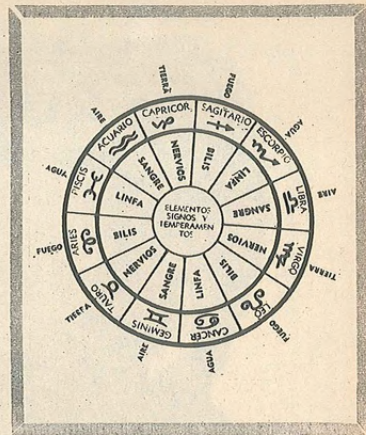 ELEMENTOS
SIGNOS Y
TEMPERAMEN
TOS
TIERRA
CAPRICOR.
NERVIOS
FUEGO
SAGITARIO
BILIS
AGUA
ESCORPIO
LINFA
AIRE
LIBRA
SANGRE
TIERRA
VIRGO
NERVIOS
FUEGO
LEO
BILIS
AGUA
CANCER
LINFA
AIRE
GEMINIS
SANGRE
TIERRA
TAURO
NERVIOS
FUEGO
ARIES
BILIS
AGUA
PISCIS
LINFA
AIRE
ACUARIO
SANGRE